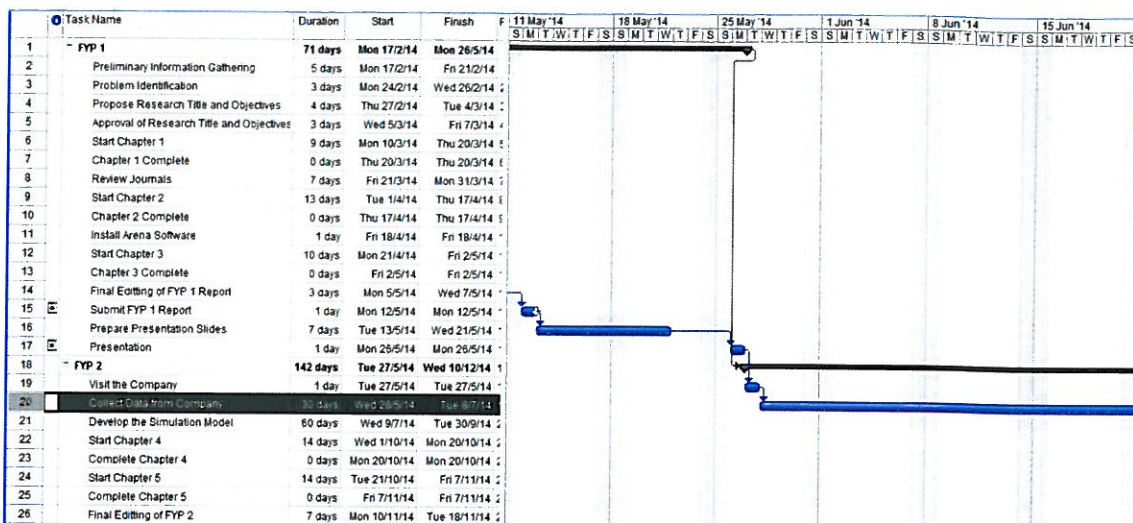 Task Name Duration Start Finish F 11 May '14 18 May '14 25 May '14 1 Jun '14 8 Jun '14 15 Jun '14
S M T W T F S S M T W T F S S M T W T F S S M T W T F S S M T W T F S S M T W T F S
1 - FYP 1 71 days Mon 17/2/14 Mon 26/5/14
2 Preliminary Information Gathering 5 days Mon 17/2/14 Fri 21/2/14
3 Problem Identification 3 days Mon 24/2/14 Wed 26/2/14 2
4 Propose Research Title and Objectives 4 days Thu 27/2/14 Tue 4/3/14
5 Approval of Research Title and Objectives 3 days Wed 5/3/14 Fri 7/3/14 4
6 Start Chapter 1 9 days Mon 10/3/14 Thu 20/3/14 5
7 Chapter 1 Complete 0 days Thu 20/3/14 Thu 20/3/14 6
8 Review Journals 7 days Fri 21/3/14 Mon 31/3/14 7
9 Start Chapter 2 13 days Tue 1/4/14 Thu 17/4/14 8
10 Chapter 2 Complete 0 days Thu 17/4/14 Thu 17/4/14 9
11 Install Arena Software 1 day Fri 18/4/14 Fri 18/4/14
12 Start Chapter 3 10 days Mon 21/4/14 Fri 2/5/14
13 Chapter 3 Complete 0 days Fri 2/5/14 Fri 2/5/14
14 Final Editting of FYP 1 Report 3 days Mon 5/5/14 Wed 7/5/14
15 Submit FYP 1 Report 1 day Mon 12/5/14 Mon 12/5/14
16 Prepare Presentation Slides 7 days Tue 13/5/14 Wed 21/5/14
17 Presentation 1 day Mon 26/5/14 Mon 26/5/14
18 - FYP 2 142 days Tue 27/5/14 Wed 10/12/14 1
19 Visit the Company 1 day Tue 27/5/14 Tue 27/5/14
20 Collect Data from Company 30 days Wed 28/5/14 Tue 8/7/14
21 Develop the Simulation Model 60 days Wed 9/7/14 Tue 30/9/14 2
22 Start Chapter 4 14 days Wed 1/10/14 Mon 20/10/14
23 Complete Chapter 4 0 days Mon 20/10/14 Mon 20/10/14
24 Start Chapter 5 14 days Tue 21/10/14 Fri 7/11/14 2
25 Complete Chapter 5 0 days Fri 7/11/14 Fri 7/11/14 2
26 Final Editting of FYP 2 7 days Mon 10/11/14 Tue 18/11/14 2